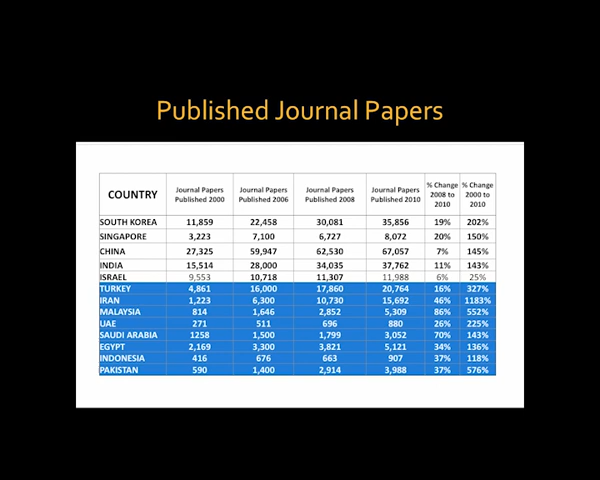 Published Journal Papers
COUNTRY Journal Papers Published 2000 Journal Papers Published 2006 Journal Papers Published 2008 Journal Papers Published 2010 % Change 2008 to 2010 % Change 2000 to 2010
SOUTH KOREA 11,859 22,458 30,081 35,856 19% 202%
SINGAPORE 3,223 7,100 6,727 8,072 20% 150%
CHINA 27,325 59,947 62,530 67,057 7% 145%
INDIA 15,514 28,000 34,035 37,762 11% 143%
ISRAEL 9,553 10,718 11,307 11,988 6% 25%
TURKEY 4,861 16,000 17,860 20,764 16% 327%
IRAN 1,223 6,300 10,730 15,692 46% 1183%
MALAYSIA 814 1,646 2,852 5,309 86% 552%
UAE 271 511 696 880 26% 225%
SAUDI ARABIA 1258 1,500 1,799 3,052 70% 143%
EGYPT 2,169 3,300 3,821 5,121 34% 136%
INDONESIA 416 676 663 907 37% 118%
PAKISTAN 590 1,400 2,914 3,988 37% 576%